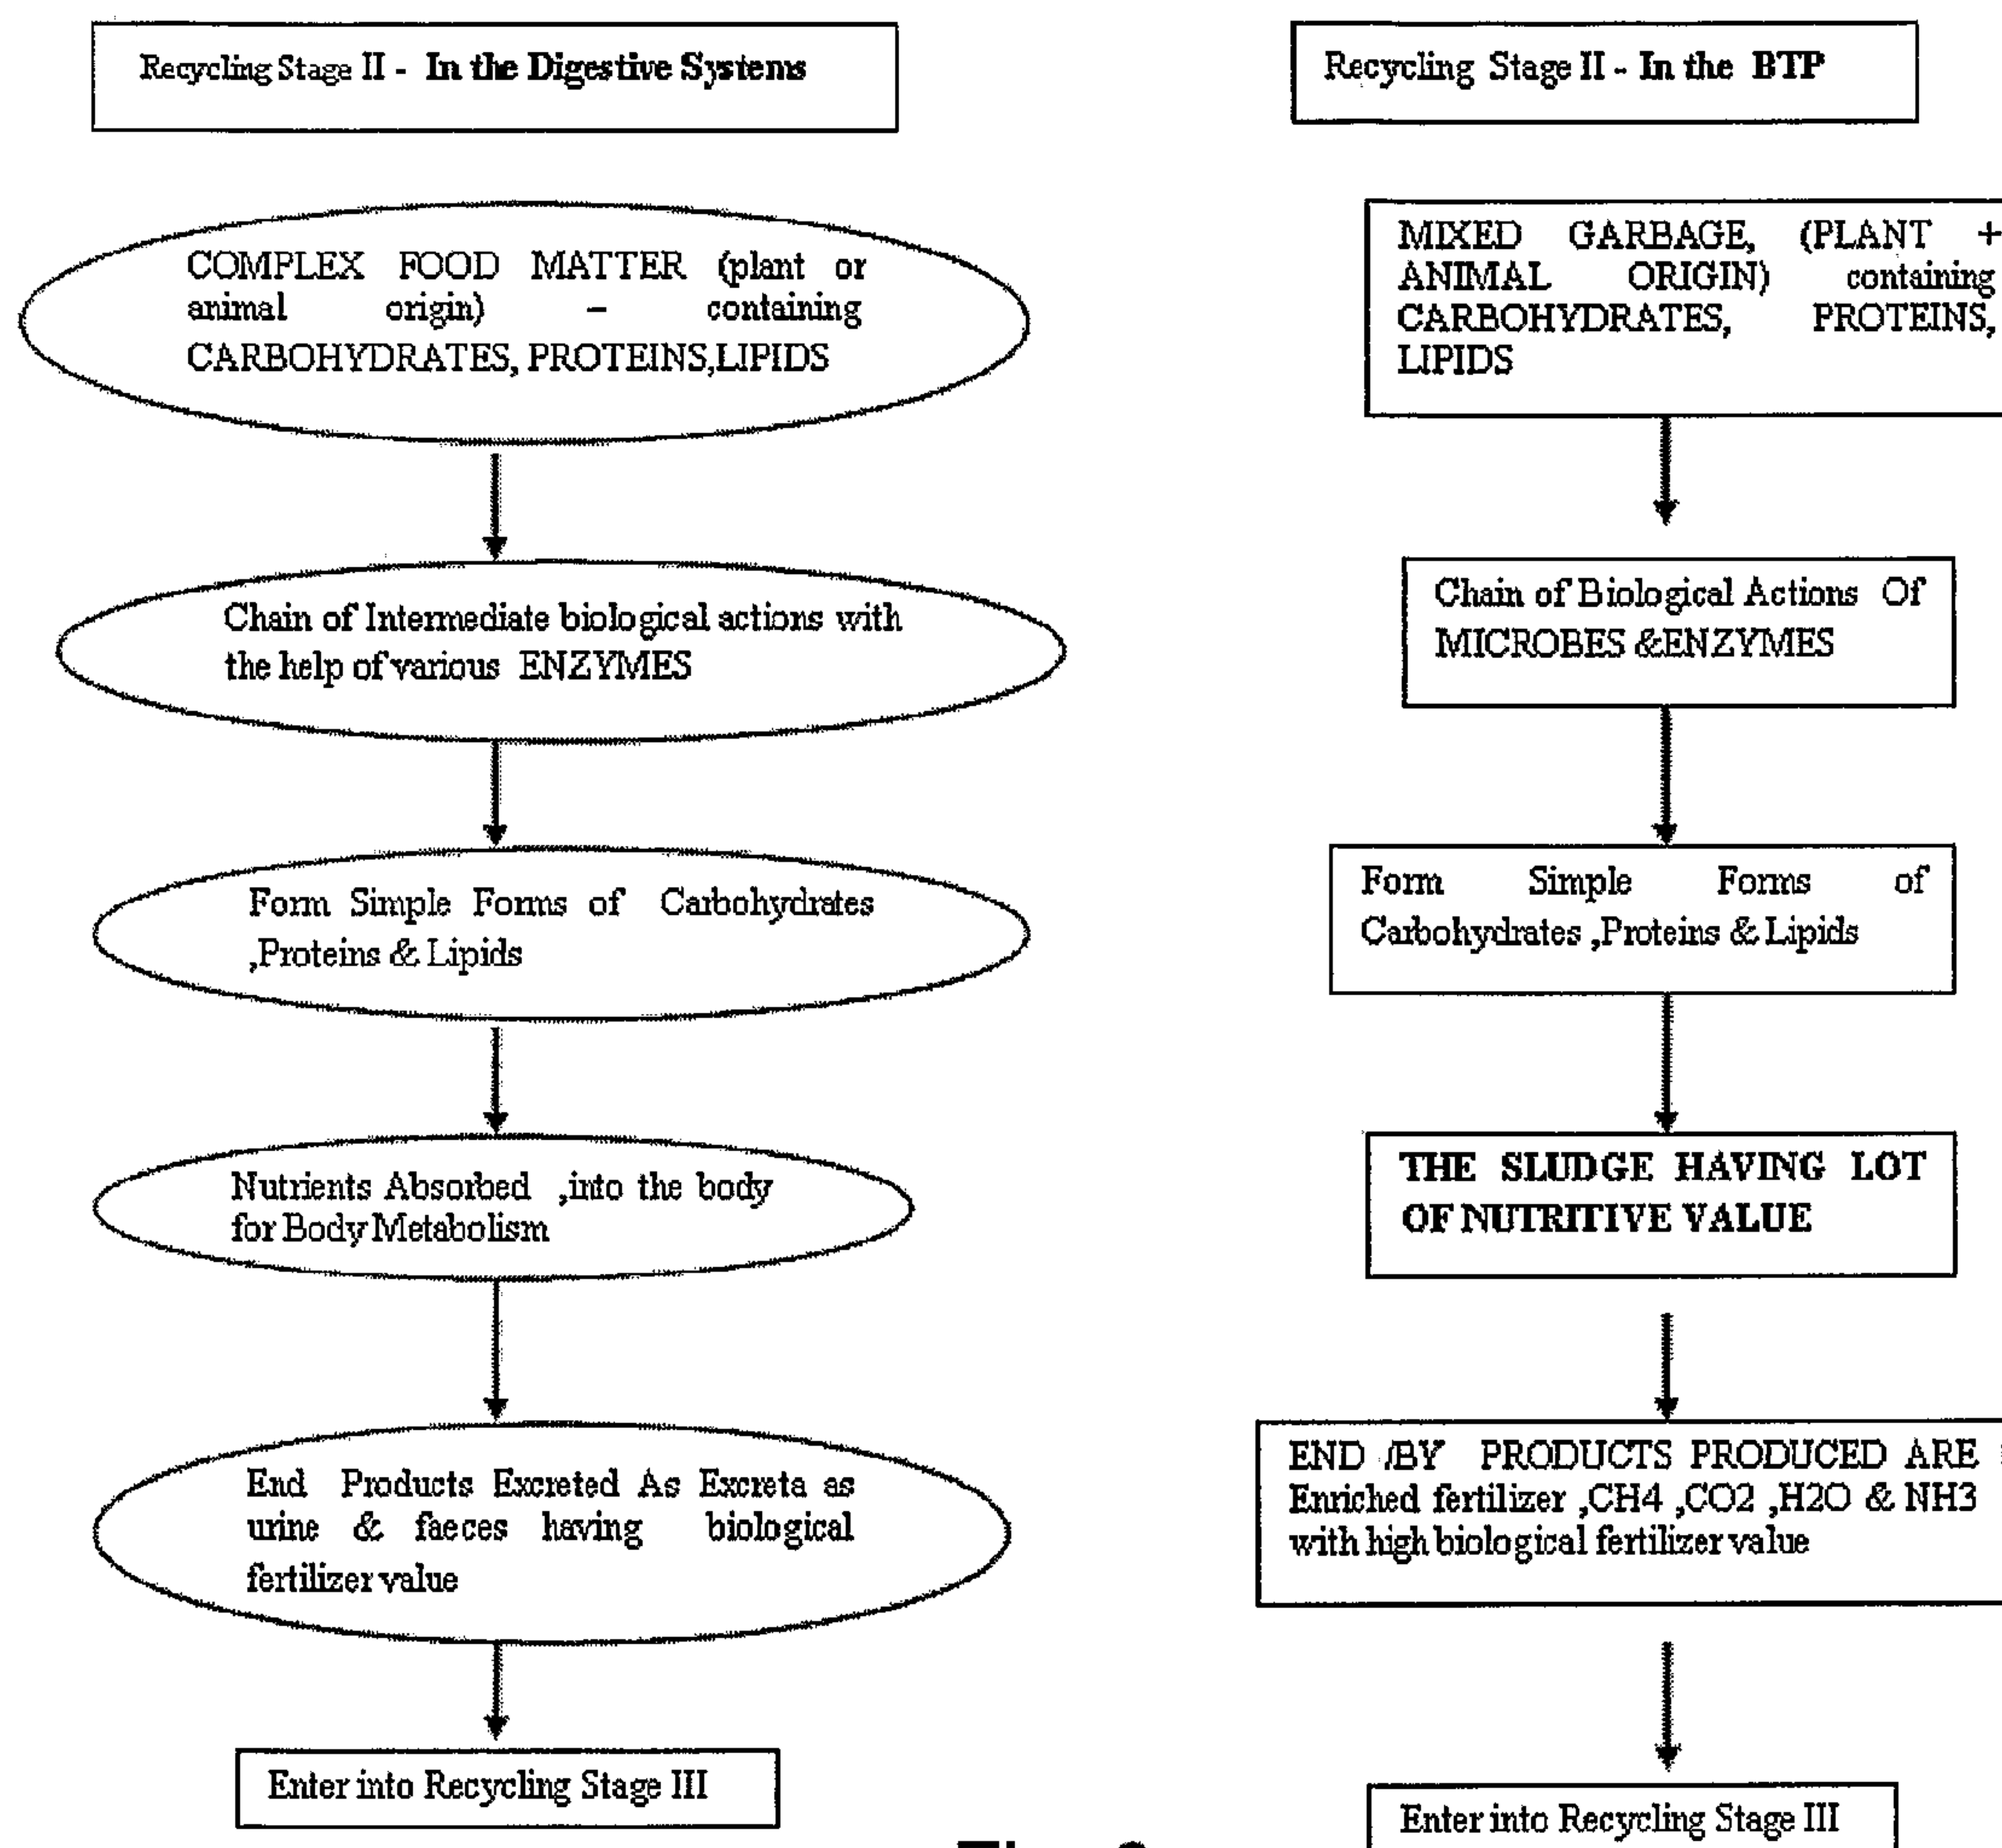 Recycling Stage II - In the Digestive Systems
COMPLEX FOOD MATTER (plant or
animal origin) – containing
CARBOHYDRATES, PROTEINS,LIPIDS
Chain of Intermediate biological actions with
the help of various ENZYMES
Form Simple Forms of Carbohydrates
,Proteins & Lipids
Nutrients Absorbed ,into the body
for Body Metabolism
End Products Excreted As Excreta as
urine & faeces having biological
fertilizer value
Enter into Recycling Stage III
Recycling Stage II - In the BTP
MIXED GARBAGE, (PLANT +
ANIMAL ORIGIN) containing
CARBOHYDRATES, PROTEINS,
LIPIDS
Chain of Biological Actions Of
MICROBES &ENZYMES
Form Simple Forms of
Carbohydrates ,Proteins & Lipids
THE SLUDGE HAVING LOT
OF NUTRITIVE VALUE
END /BY PRODUCTS PRODUCED ARE
Enriched fertilizer ,CH4 ,CO2 ,H2O & NH3
with high biological fertilizer value
Enter into Recycling Stage III